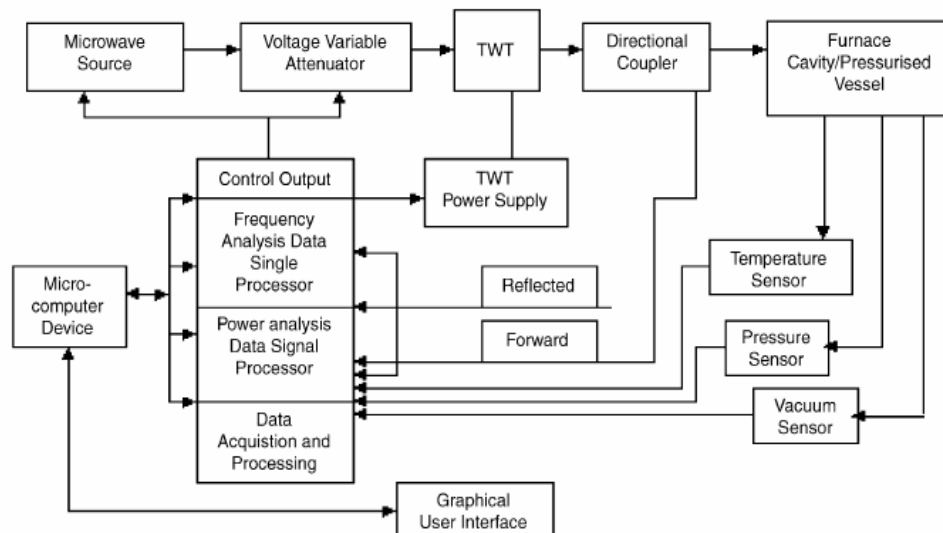 Microwave
Source
Voltage Variable
Attenuator
TWT
Directional
Coupler
Furnace
Cavity/Pressurised
Vessel
Control Output
TWT
Power Supply
Frequency
Analysis Data
Single
Processor
Micro-
computer
Device
Reflected
Temperature
Sensor
Power analysis
Data Signal
Processor
Forward
Pressure
Sensor
Data
Acquistion and
Processing
Vacuum
Sensor
Graphical
User Interface